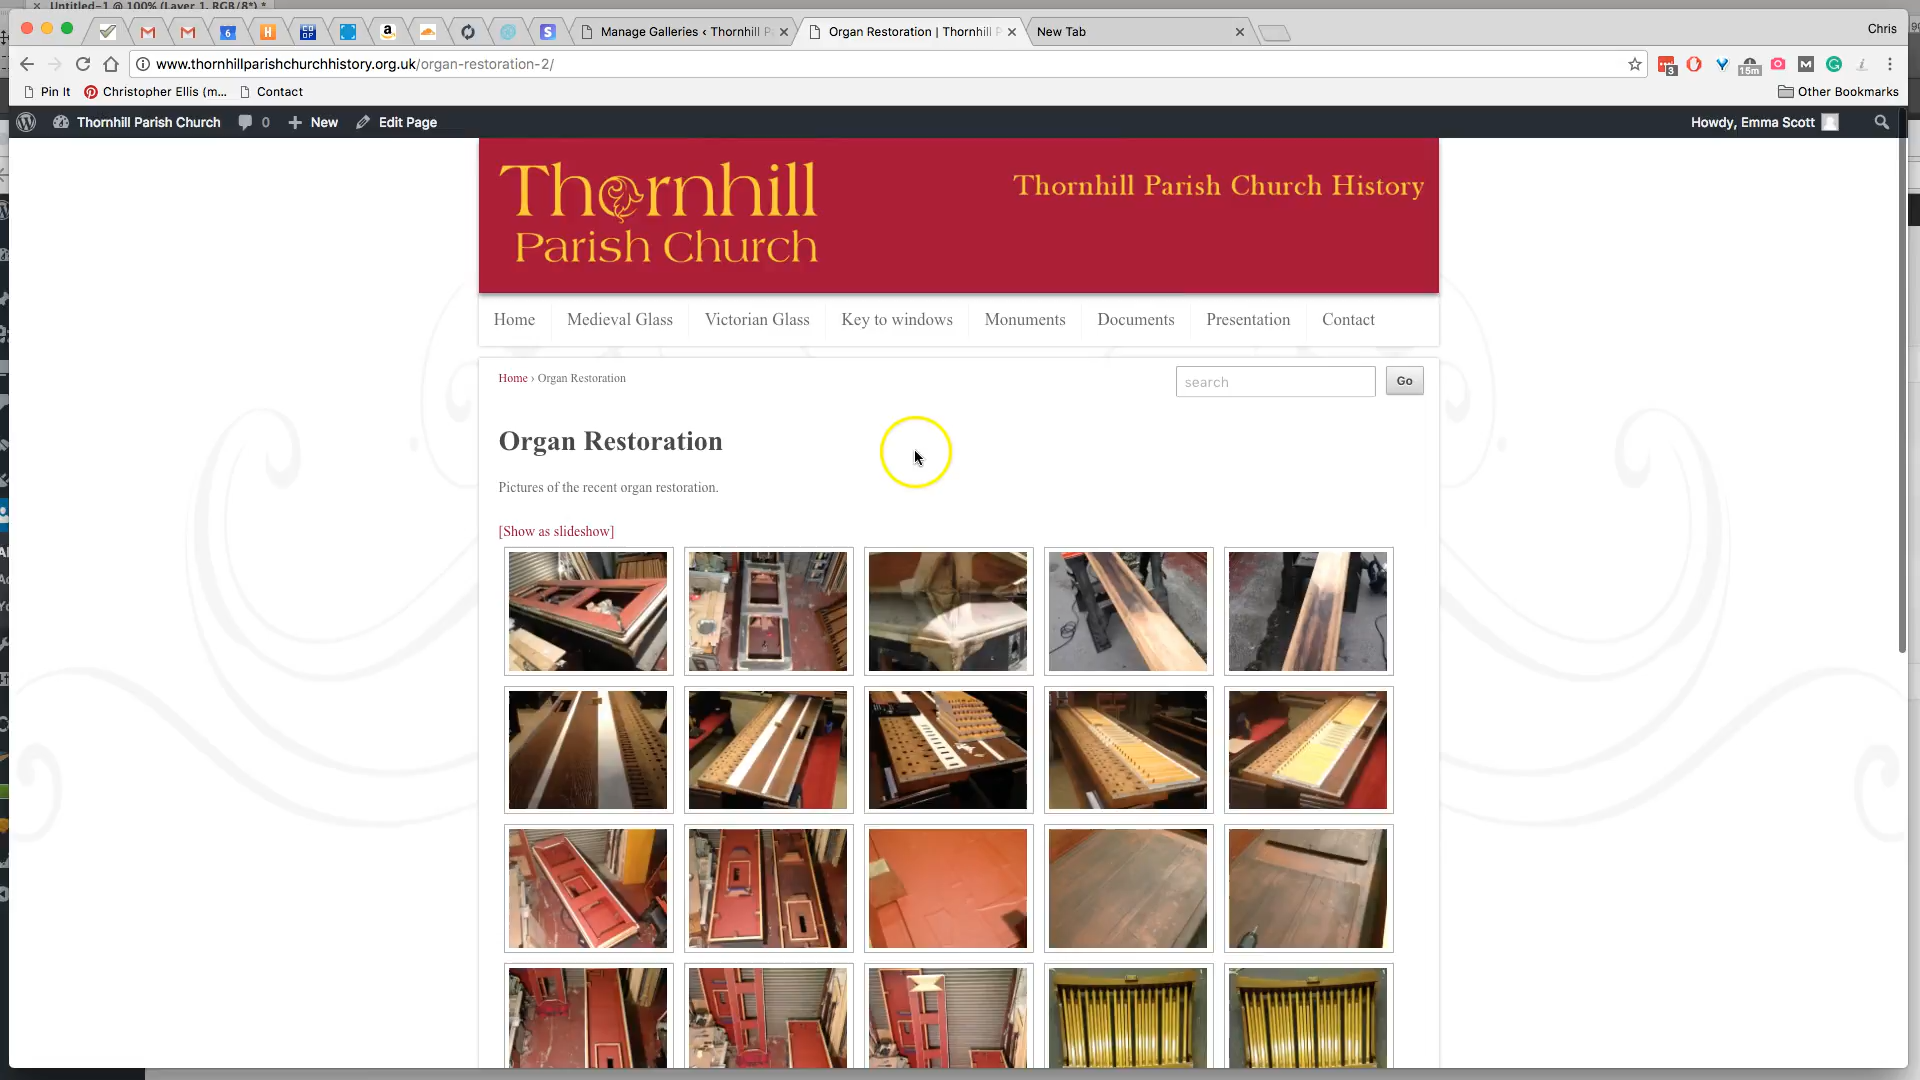 Untitled-1 @ 100% (Layer 1, RGB/8*) *
Manage Galleries ‹ Thornhill P
Organ Restoration | Thornhill P
New Tab
Chris
www.thornhillparishchurchhistory.org.uk/organ-restoration-2/
3
15m
Pin It
Christopher Ellis (m...
Contact
Other Bookmarks
Thornhill Parish Church
0
New
Edit Page
Howdy, Emma Scott
Thornhill
Parish Church
Thornhill Parish Church History
Home
Medieval Glass
Victorian Glass
Key to windows
Monuments
Documents
Presentation
Contact
Home › Organ Restoration
search
Go
Organ Restoration
Pictures of the recent organ restoration.
[Show as slideshow]